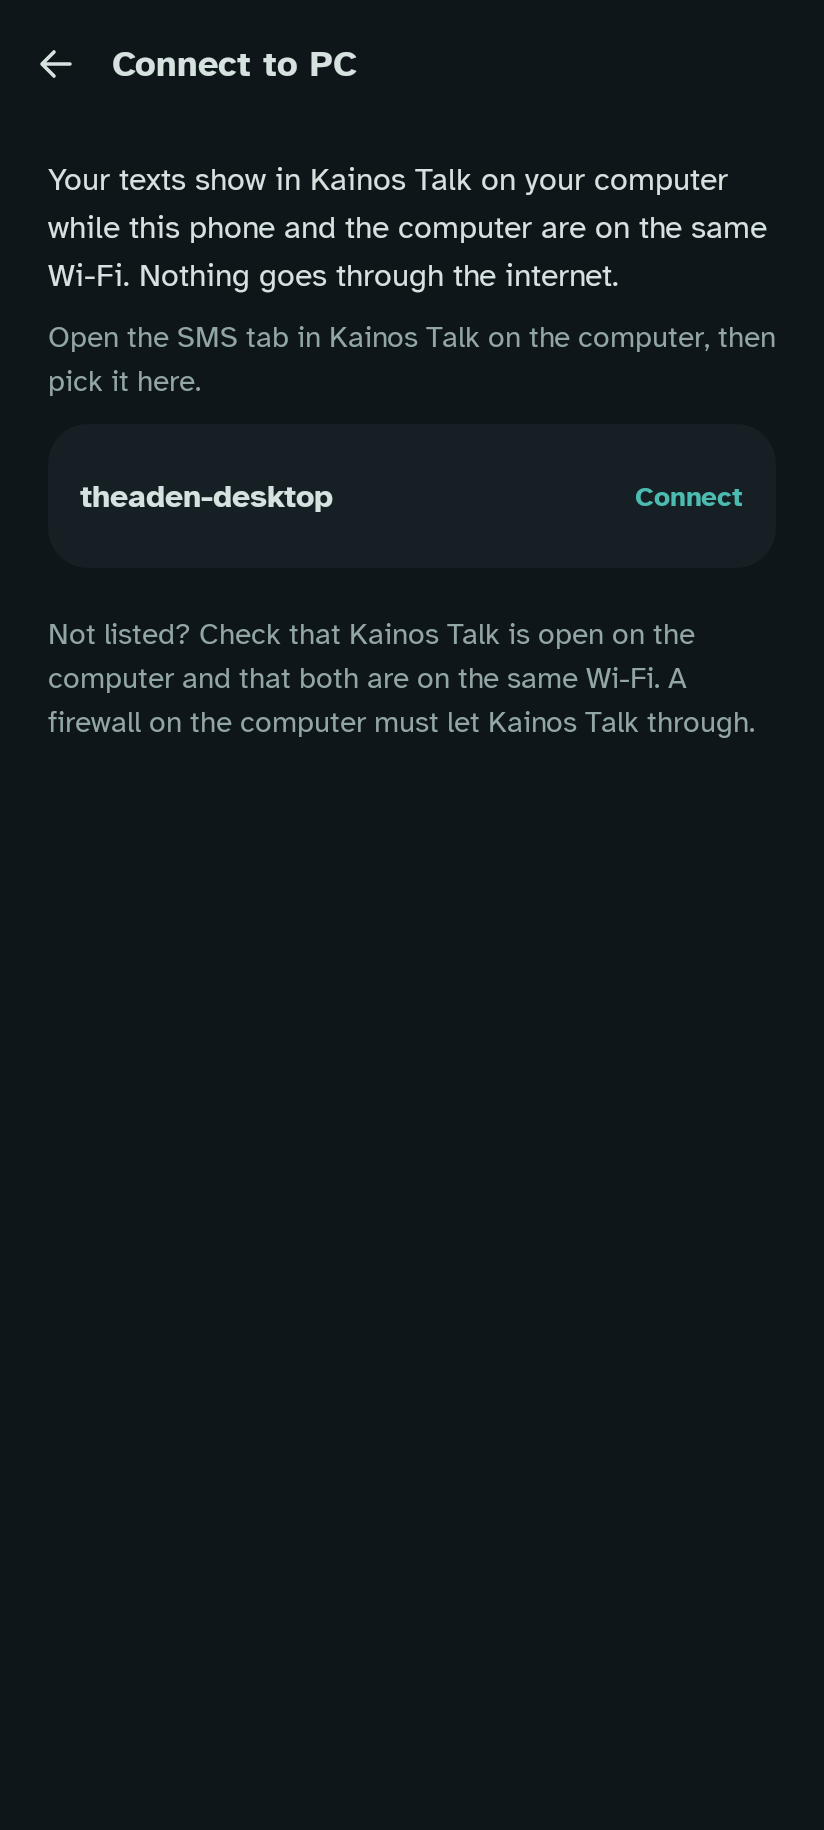 Connect to PC
Your texts show in Kainos Talk on your computer
while this phone and the computer are on the same
Wi-Fi. Nothing goes through the internet.
Open the SMS tab in Kainos Talk on the computer, then
pick it here.
theaden-desktop
Connect
Not listed? Check that Kainos Talk is open on the
computer and that both are on the same Wi-Fi. A
firewall on the computer must let Kainos Talk through.